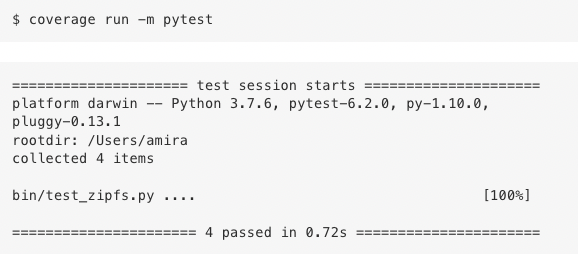 $ coverage run -m pytest
===================== test session starts =====================
platform darwin -- Python 3.7.6, pytest-6.2.0, py-1.10.0,
pluggy-0.13.1
rootdir: /Users/amira
collected 4 items
bin/test_zipfs.py ....                                   [100%]
====================== 4 passed in 0.72s ======================